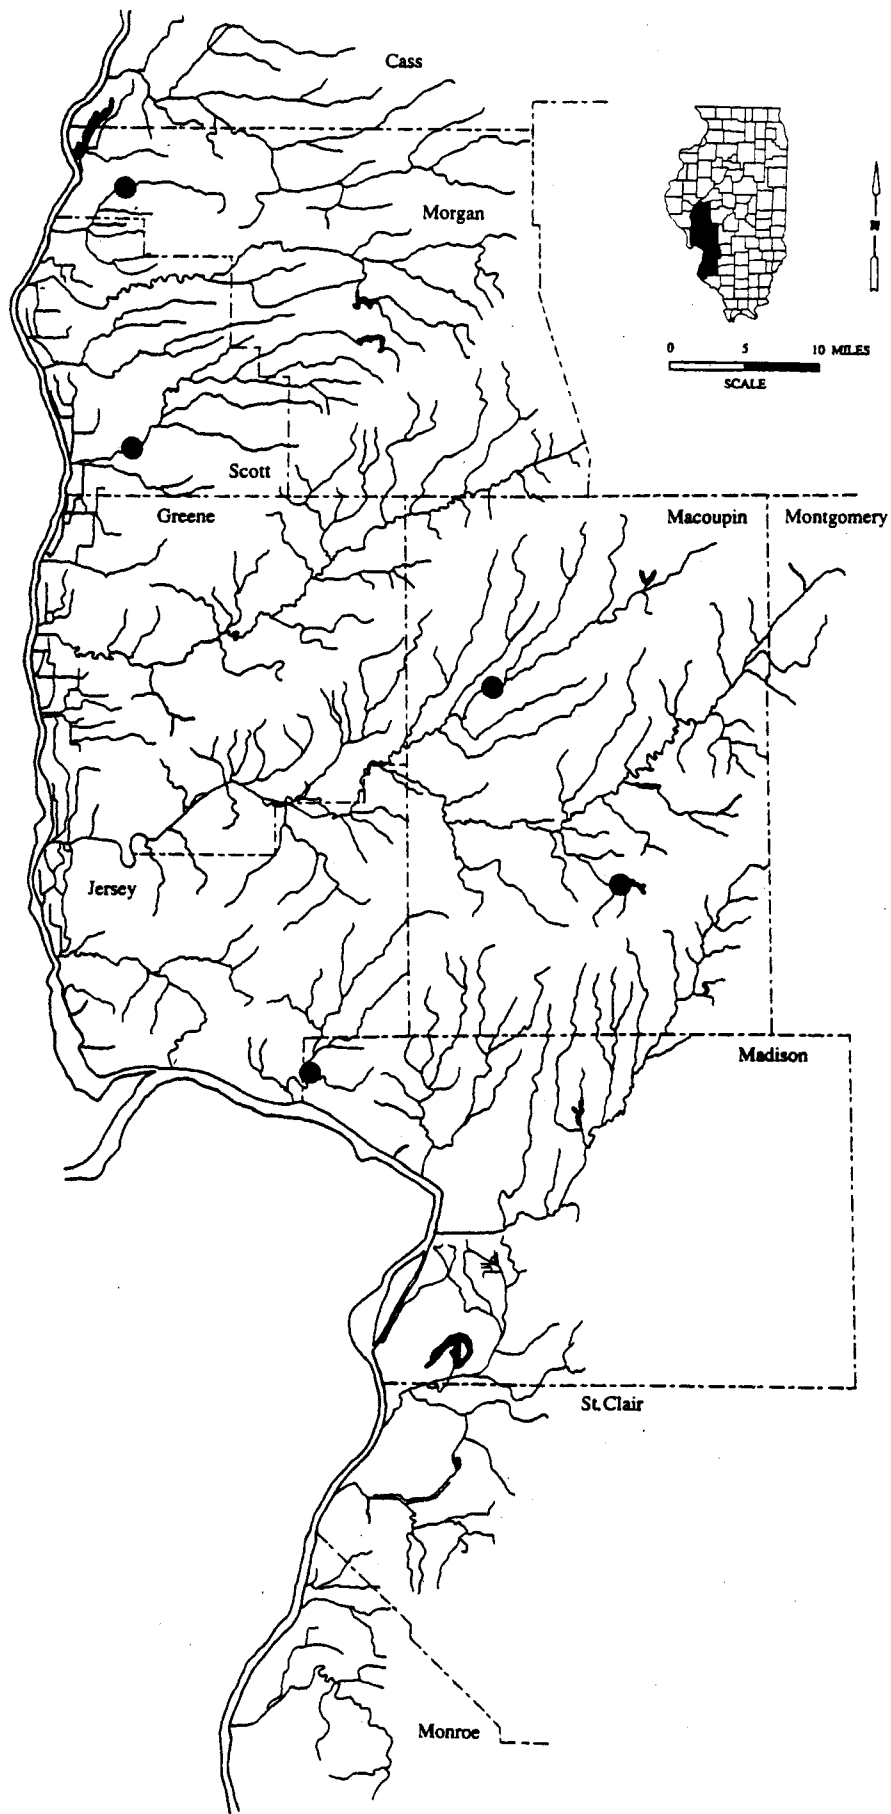 Cass
Morgan
N
0 5 10 MILES
SCALE
Scott
Greene
Macoupin
Montgomery
Jersey
Madison
St. Clair
Monroe